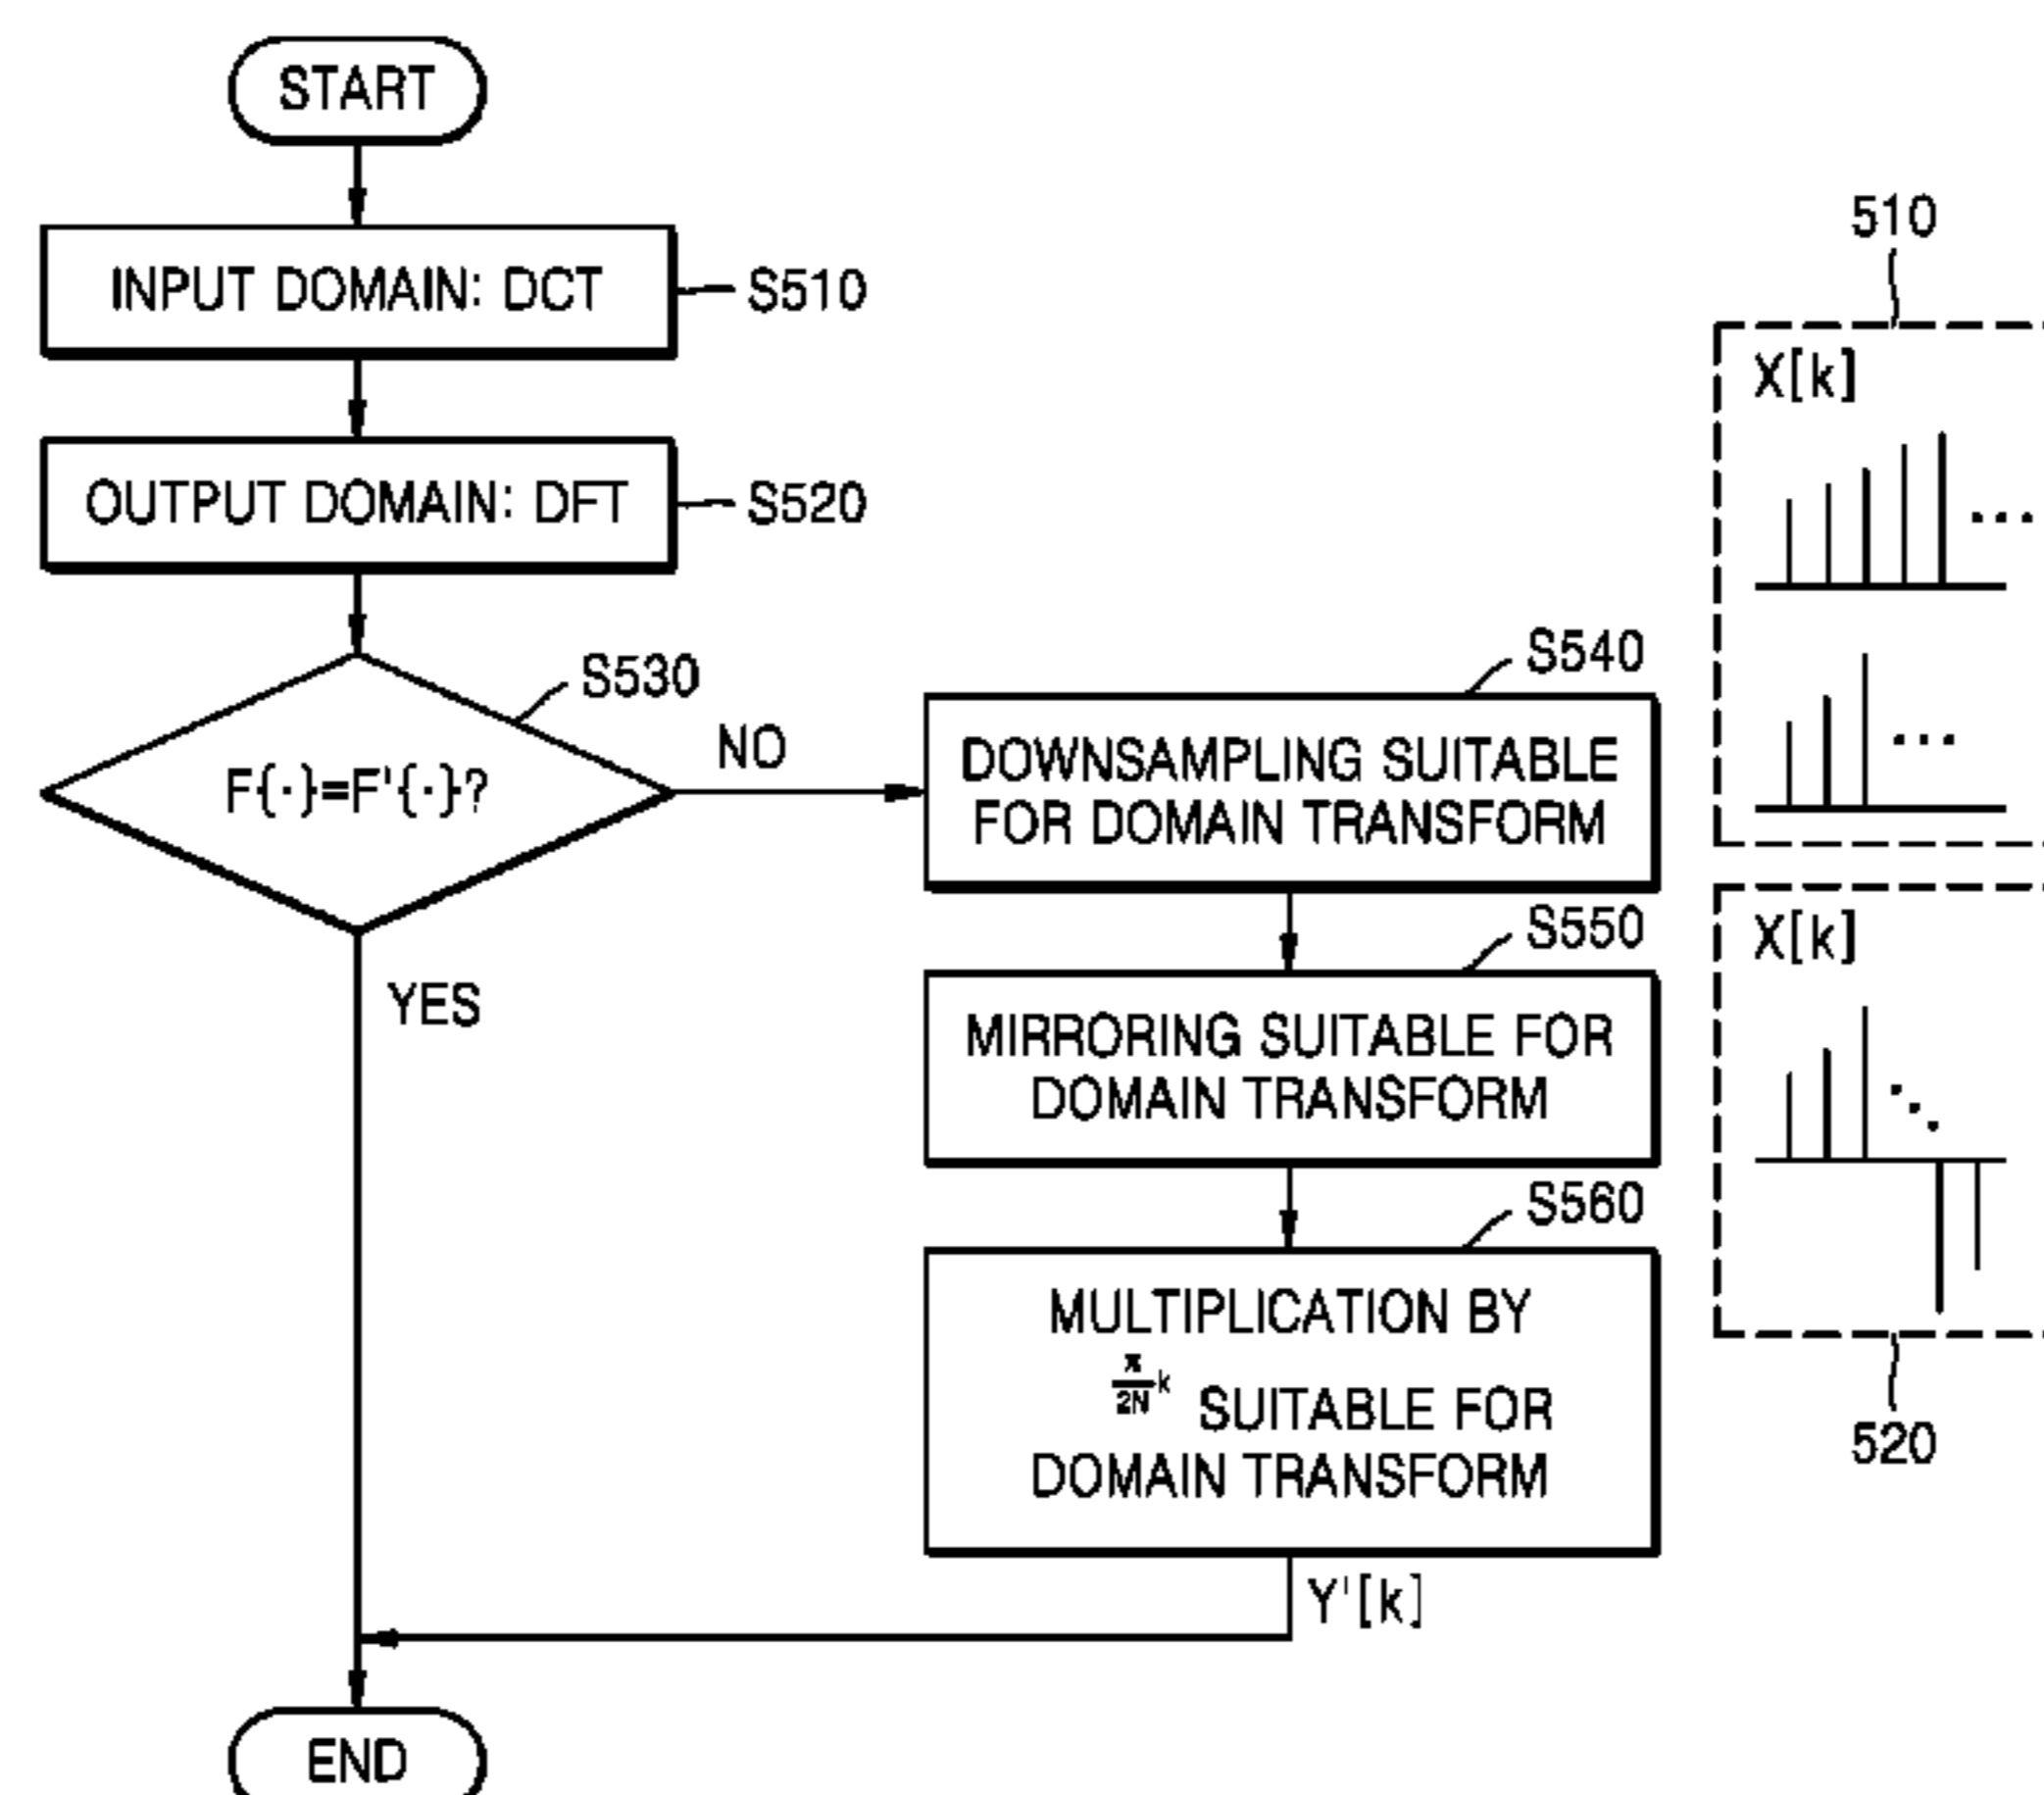 START
INPUT DOMAIN: DCT
S510
OUTPUT DOMAIN: DFT
S520
S530
F{·}=F'{·}?
NO
YES
S540
DOWNSAMPLING SUITABLE
FOR DOMAIN TRANSFORM
S550
MIRRORING SUITABLE FOR
DOMAIN TRANSFORM
S560
MULTIPLICATION BY
π/2N k SUITABLE FOR
DOMAIN TRANSFORM
Y'[k]
END
510
X[k]
...
...
X[k]
520